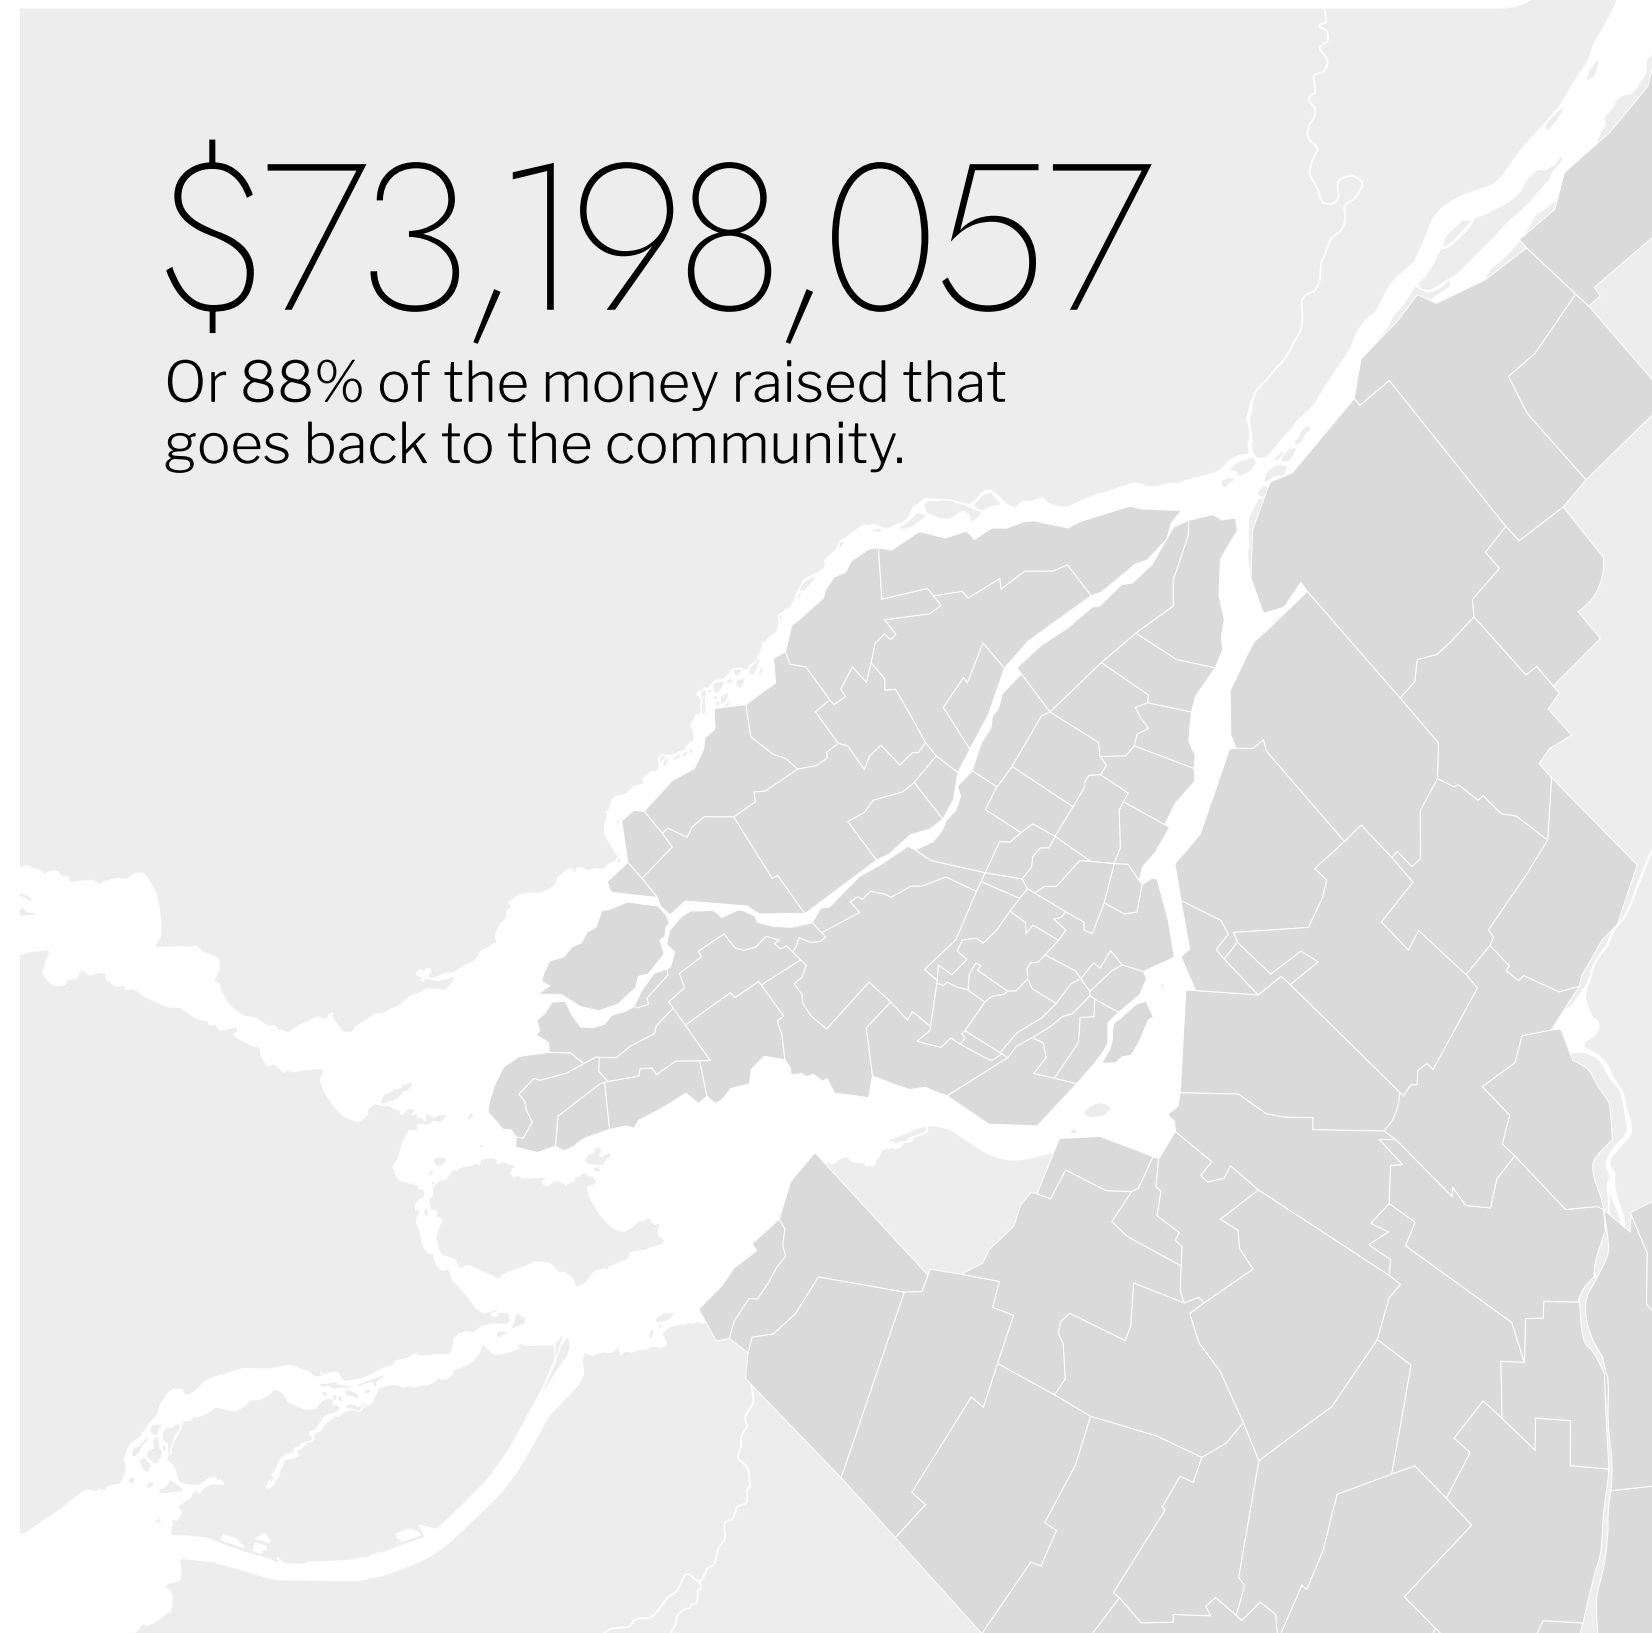 $73,198,057
Or 88% of the money raised that
goes back to the community.